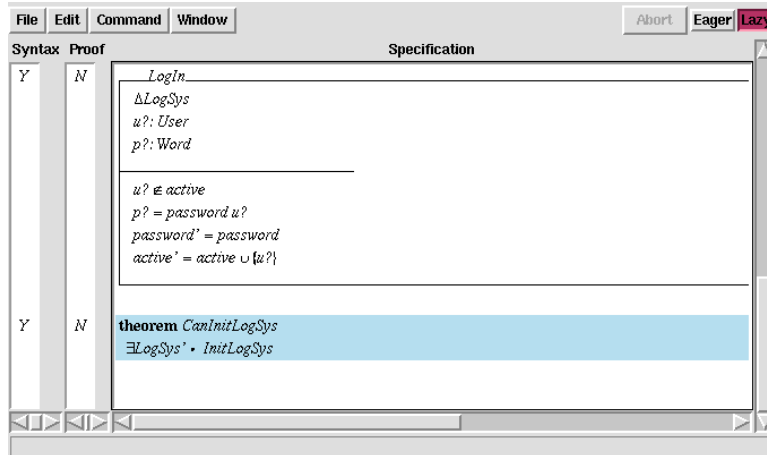 File Edit Command Window Abort Eager Lazy
Syntax Proof Specification
Y N LogIn
ΔLogSys
u?: User
p?: Word
u? ∉ active
p? = password u?
password’ = password
active’ = active ∪ {u?}
Y N theorem CanInitLogSys
∃LogSys’ • InitLogSys